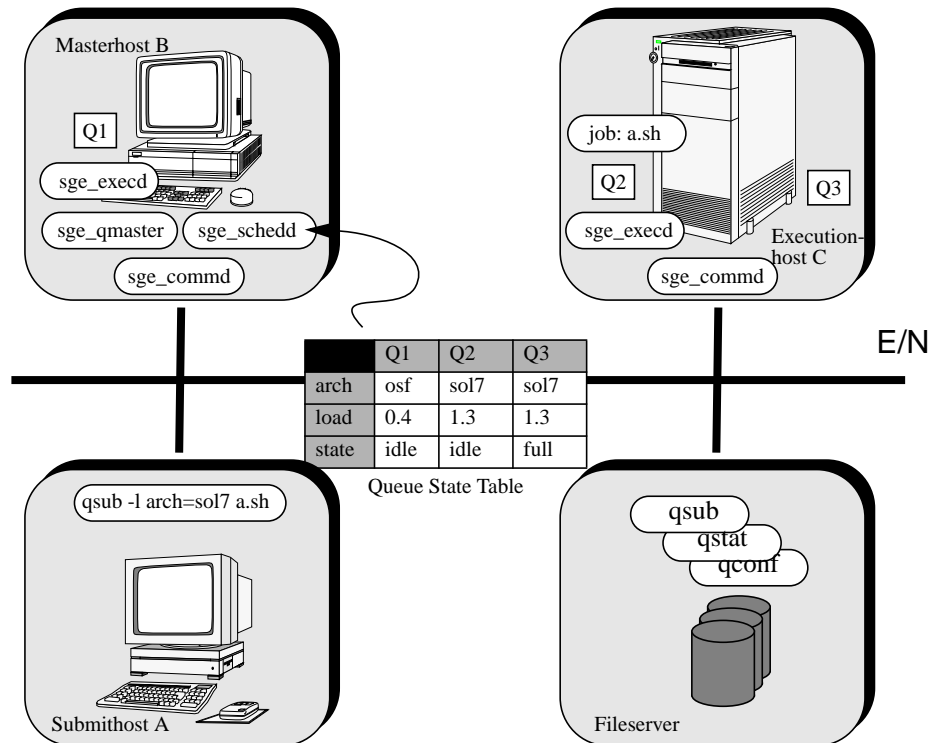 Masterhost B
Q1
sge_execd
sge_qmaster
sge_schedd
sge_commd
job: a.sh
Q2
Q3
sge_execd
Execution-
host C
sge_commd
E/N
Q1 Q2 Q3
arch osf sol7 sol7
load 0.4 1.3 1.3
state idle idle full
Queue State Table
qsub -l arch=sol7 a.sh
Submithost A
qsub
qstat
qconf
Fileserver